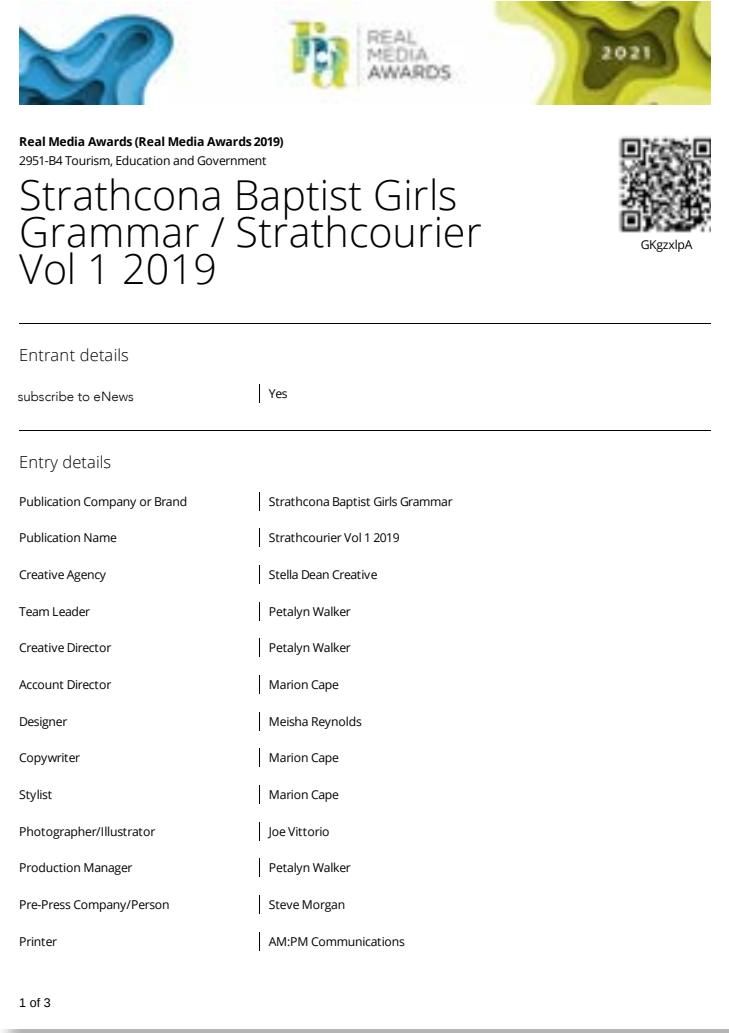 REAL
MEDIA
AWARDS
2021
Real Media Awards (Real Media Awards 2019)
2951-B4 Tourism, Education and Government
Strathcona Baptist Girls
Grammar / Strathcourier
Vol 1 2019
GKgzxlpA
Entrant details
subscribe to eNews Yes
Entry details
Publication Company or Brand Strathcona Baptist Girls Grammar
Publication Name Strathcourier Vol 1 2019
Creative Agency Stella Dean Creative
Team Leader Petalyn Walker
Creative Director Petalyn Walker
Account Director Marion Cape
Designer Meisha Reynolds
Copywriter Marion Cape
Stylist Marion Cape
Photographer/Illustrator Joe Vittorio
Production Manager Petalyn Walker
Pre-Press Company/Person Steve Morgan
Printer AM:PM Communications
1 of 3